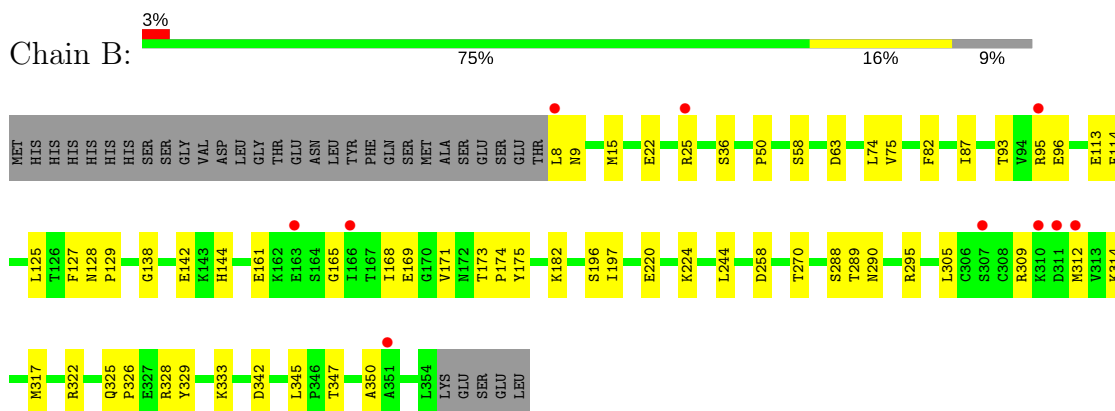 3%
Chain B:
75% 16% 9%
MET HIS HIS HIS HIS HIS HIS SER SER GLY VAL ASP LEU GLY THR GLU ASN LEU TYR PHE GLN SER MET ALA SER GLU SER GLU THR L8 N9 M15 E22 R25 S36 P50 S58 D63 L74 V75 F82 I87 T93 V94 R95 E96 E113 E114
L125 T126 F127 N128 P129 G138 E142 K143 H144 E161 K162 E163 S164 G165 I166 T167 I168 E169 G170 V171 N172 T173 P174 Y175 K182 S196 I197 E220 K224 L244 D258 T270 S288 T289 N290 R295 L305 C306 S307 C308 R309 K310 D311 M312 V313 K314
M317 R322 Q325 P326 E327 R328 Y329 K333 D342 L345 P346 T347 A350 A351 L354 LYS GLU SER GLU LEU